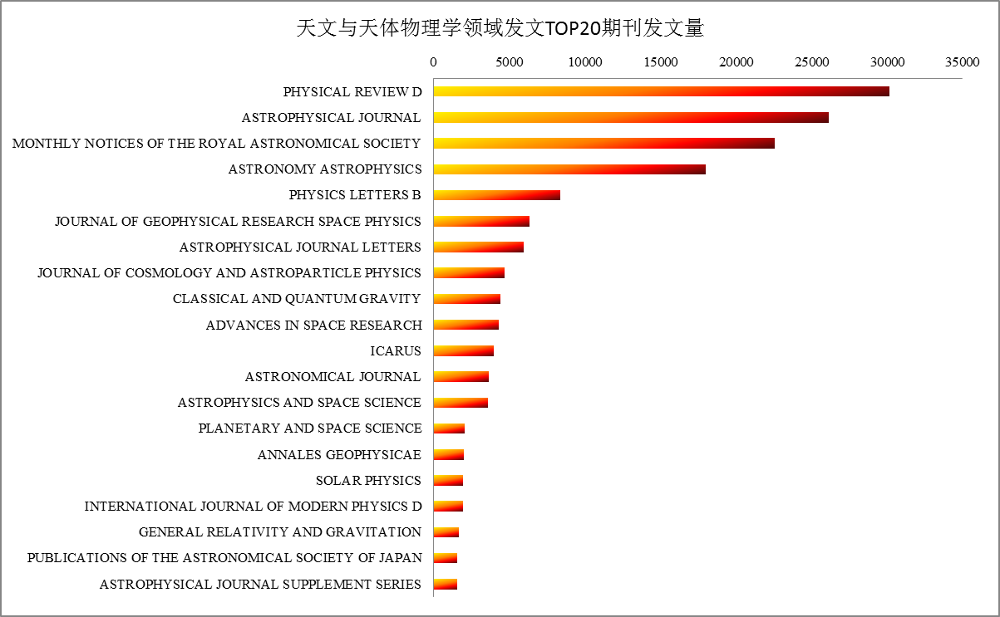 天文与天体物理学领域发文TOP20期刊发文量
0 5000 10000 15000 20000 25000 30000 35000
PHYSICAL REVIEW D
ASTROPHYSICAL JOURNAL
MONTHLY NOTICES OF THE ROYAL ASTRONOMICAL SOCIETY
ASTRONOMY ASTROPHYSICS
PHYSICS LETTERS B
JOURNAL OF GEOPHYSICAL RESEARCH SPACE PHYSICS
ASTROPHYSICAL JOURNAL LETTERS
JOURNAL OF COSMOLOGY AND ASTROPARTICLE PHYSICS
CLASSICAL AND QUANTUM GRAVITY
ADVANCES IN SPACE RESEARCH
ICARUS
ASTRONOMICAL JOURNAL
ASTROPHYSICS AND SPACE SCIENCE
PLANETARY AND SPACE SCIENCE
ANNALES GEOPHYSICAE
SOLAR PHYSICS
INTERNATIONAL JOURNAL OF MODERN PHYSICS D
GENERAL RELATIVITY AND GRAVITATION
PUBLICATIONS OF THE ASTRONOMICAL SOCIETY OF JAPAN
ASTROPHYSICAL JOURNAL SUPPLEMENT SERIES